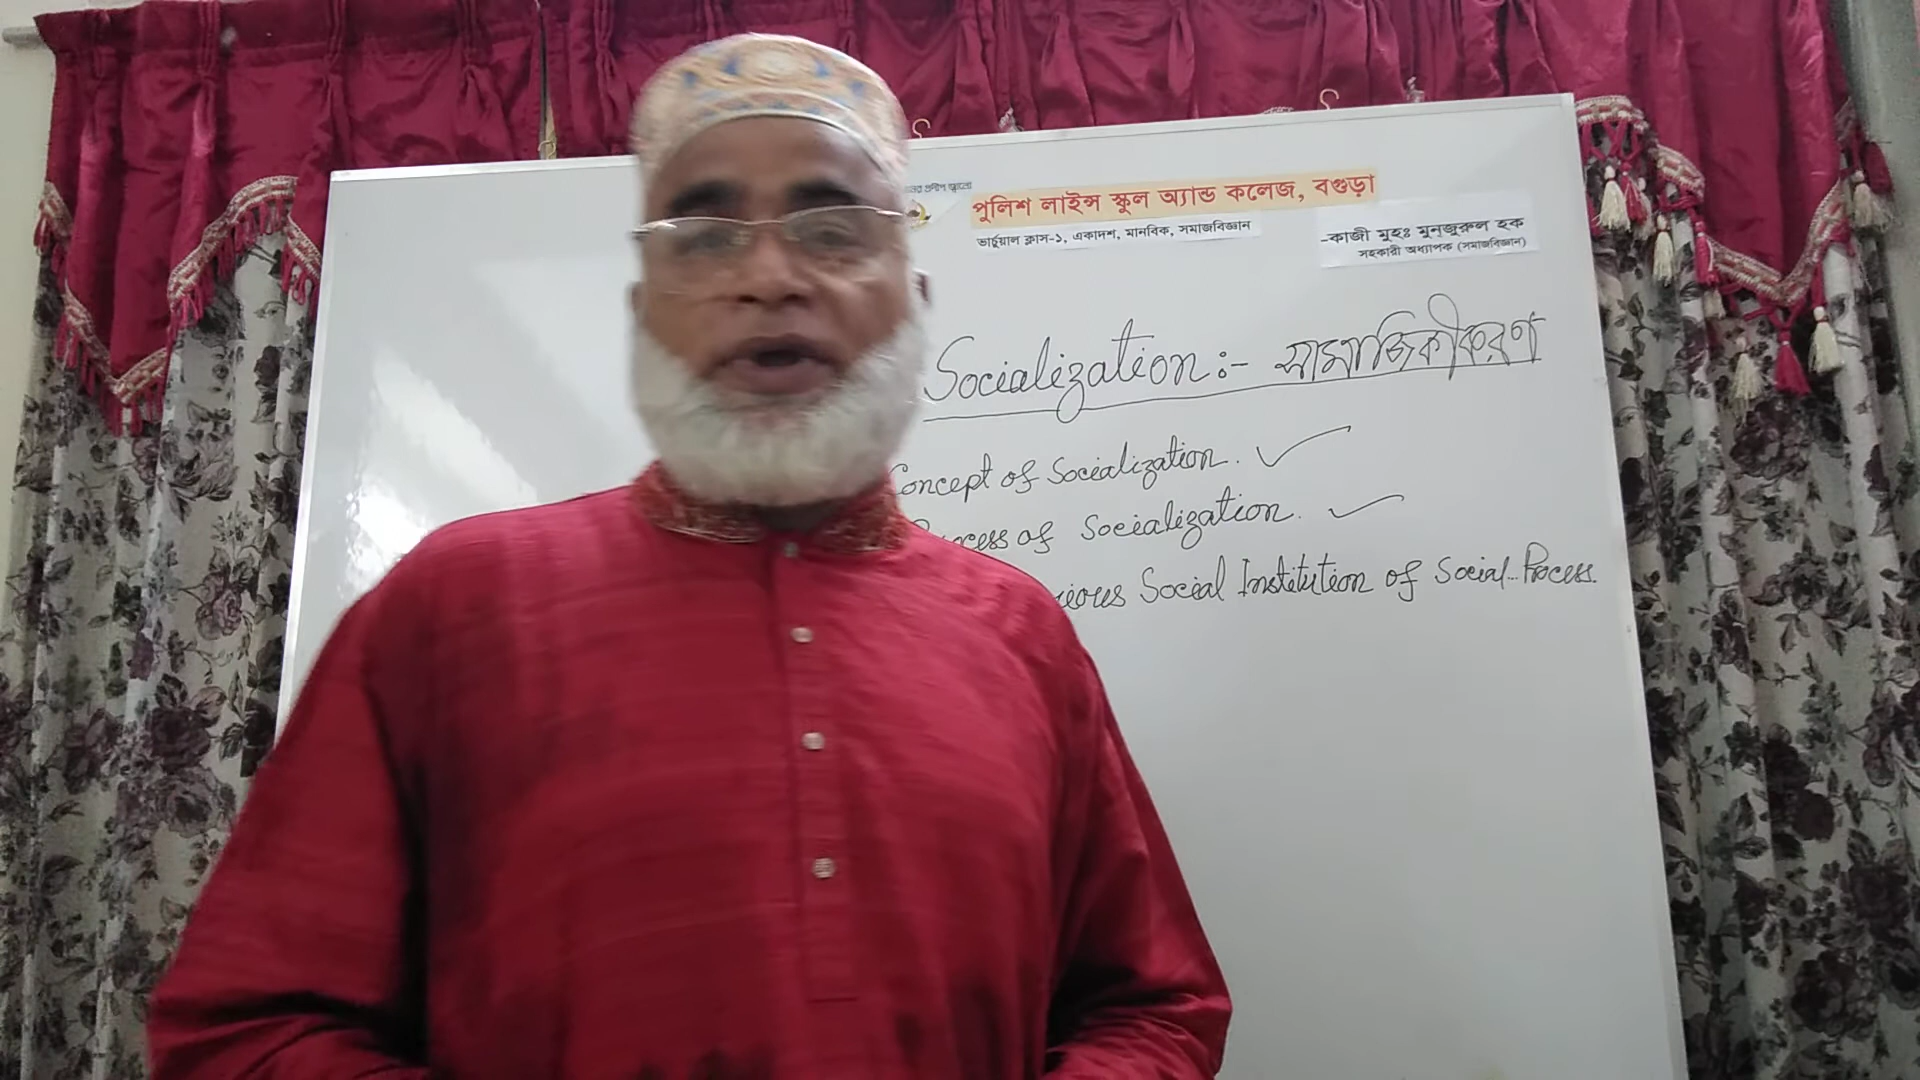 প্রদীপ জ্বালো
পুলিশ লাইন্স স্কুল অ্যান্ড কলেজ, বগুড়া
ভার্চুয়াল ক্লাস-১, একাদশ, মানবিক, সমাজবিজ্ঞান
-কাজী মুহঃ মুনজুরুল হক
সহকারী অধ্যাপক (সমাজবিজ্ঞান)
Socialization:- সামাজিকীকরণ
Concept of Socialization.
of Socialization.
Social Institution of Social Process.